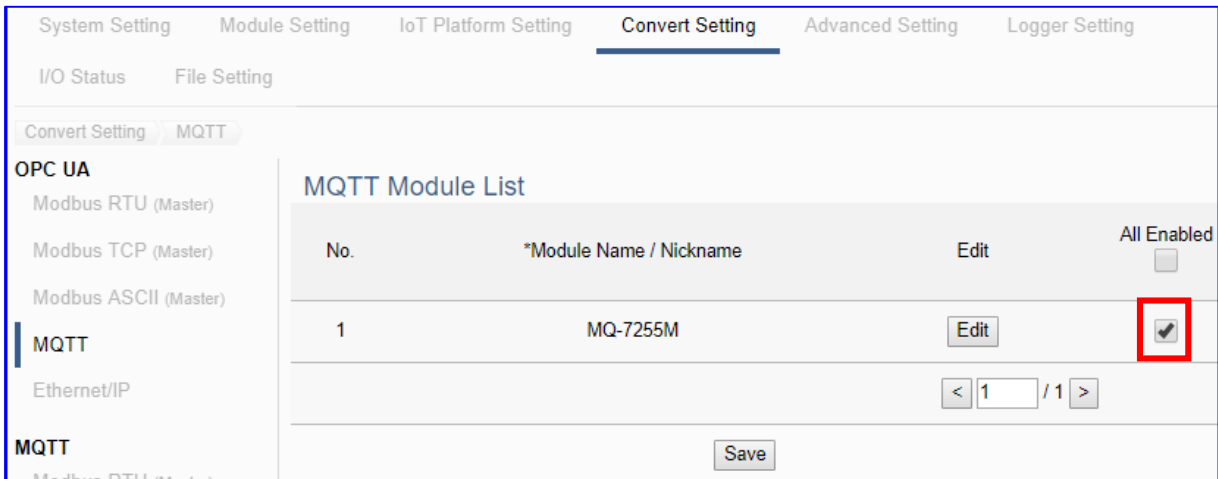 System Setting Module Setting IoT Platform Setting Convert Setting Advanced Setting Logger Setting
I/O Status File Setting
Convert Setting MQTT
OPC UA
Modbus RTU (Master)
Modbus TCP (Master)
Modbus ASCII (Master)
MQTT
Ethernet/IP
MQTT
MQTT Module List
No. *Module Name / Nickname Edit All Enabled
1 MQ-7255M Edit
< 1 / 1 >
Save